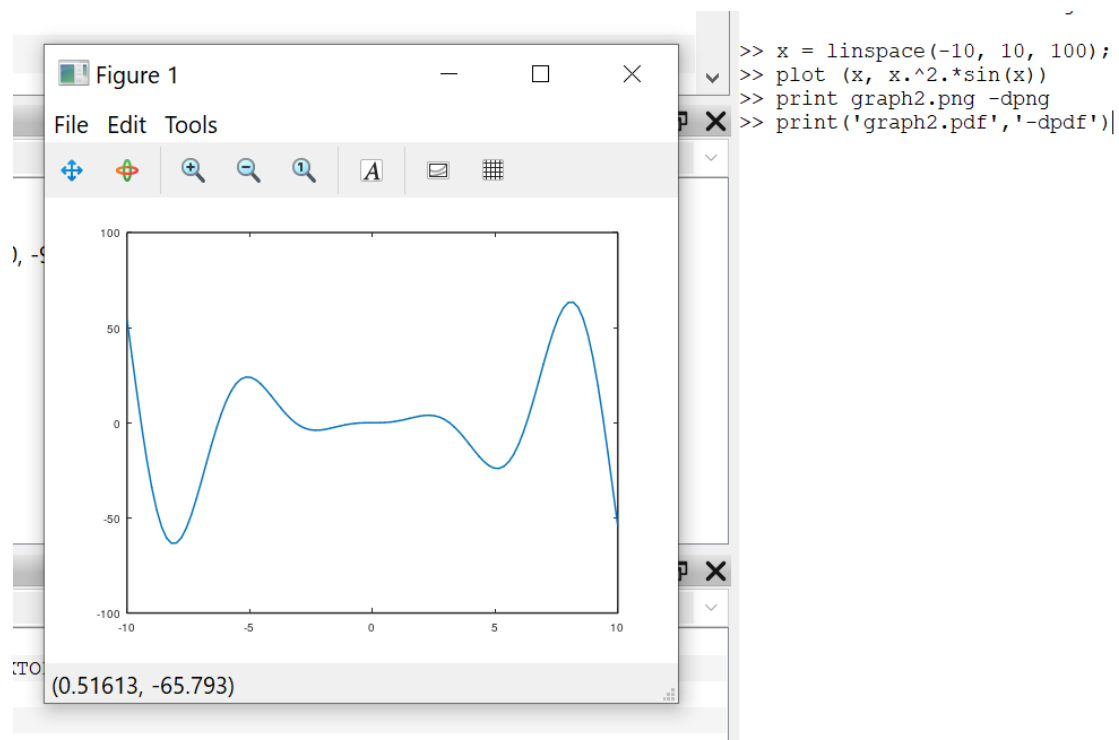 Figure 1
File Edit Tools
A
100
50
0
-50
-100
-10 -5 0 5 10
(0.51613, -65.793)
>> x = linspace(-10, 10, 100);
>> plot (x, x.^2.*sin(x))
>> print graph2.png -dpng
>> print('graph2.pdf','-dpdf')